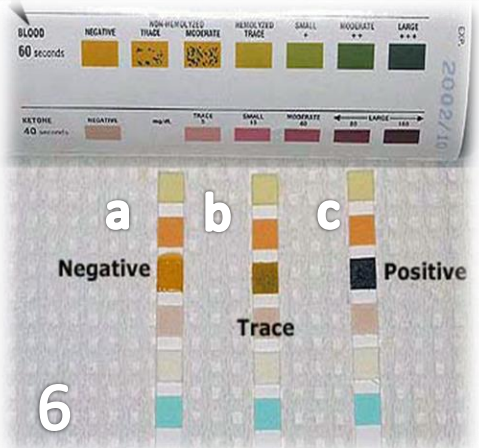 BLOOD
60 seconds
NEGATIVE
NON-HEMOLYZED
TRACE MODERATE
HEMOLYZED
TRACE
SMALL
+
MODERATE
++
LARGE
+++
EXP.
2002/10
KETONE
40 seconds
NEGATIVE
mg/dL
TRACE
5
SMALL
15
MODERATE
40
LARGE
80 160
a b c
Negative
Trace
Positive
6